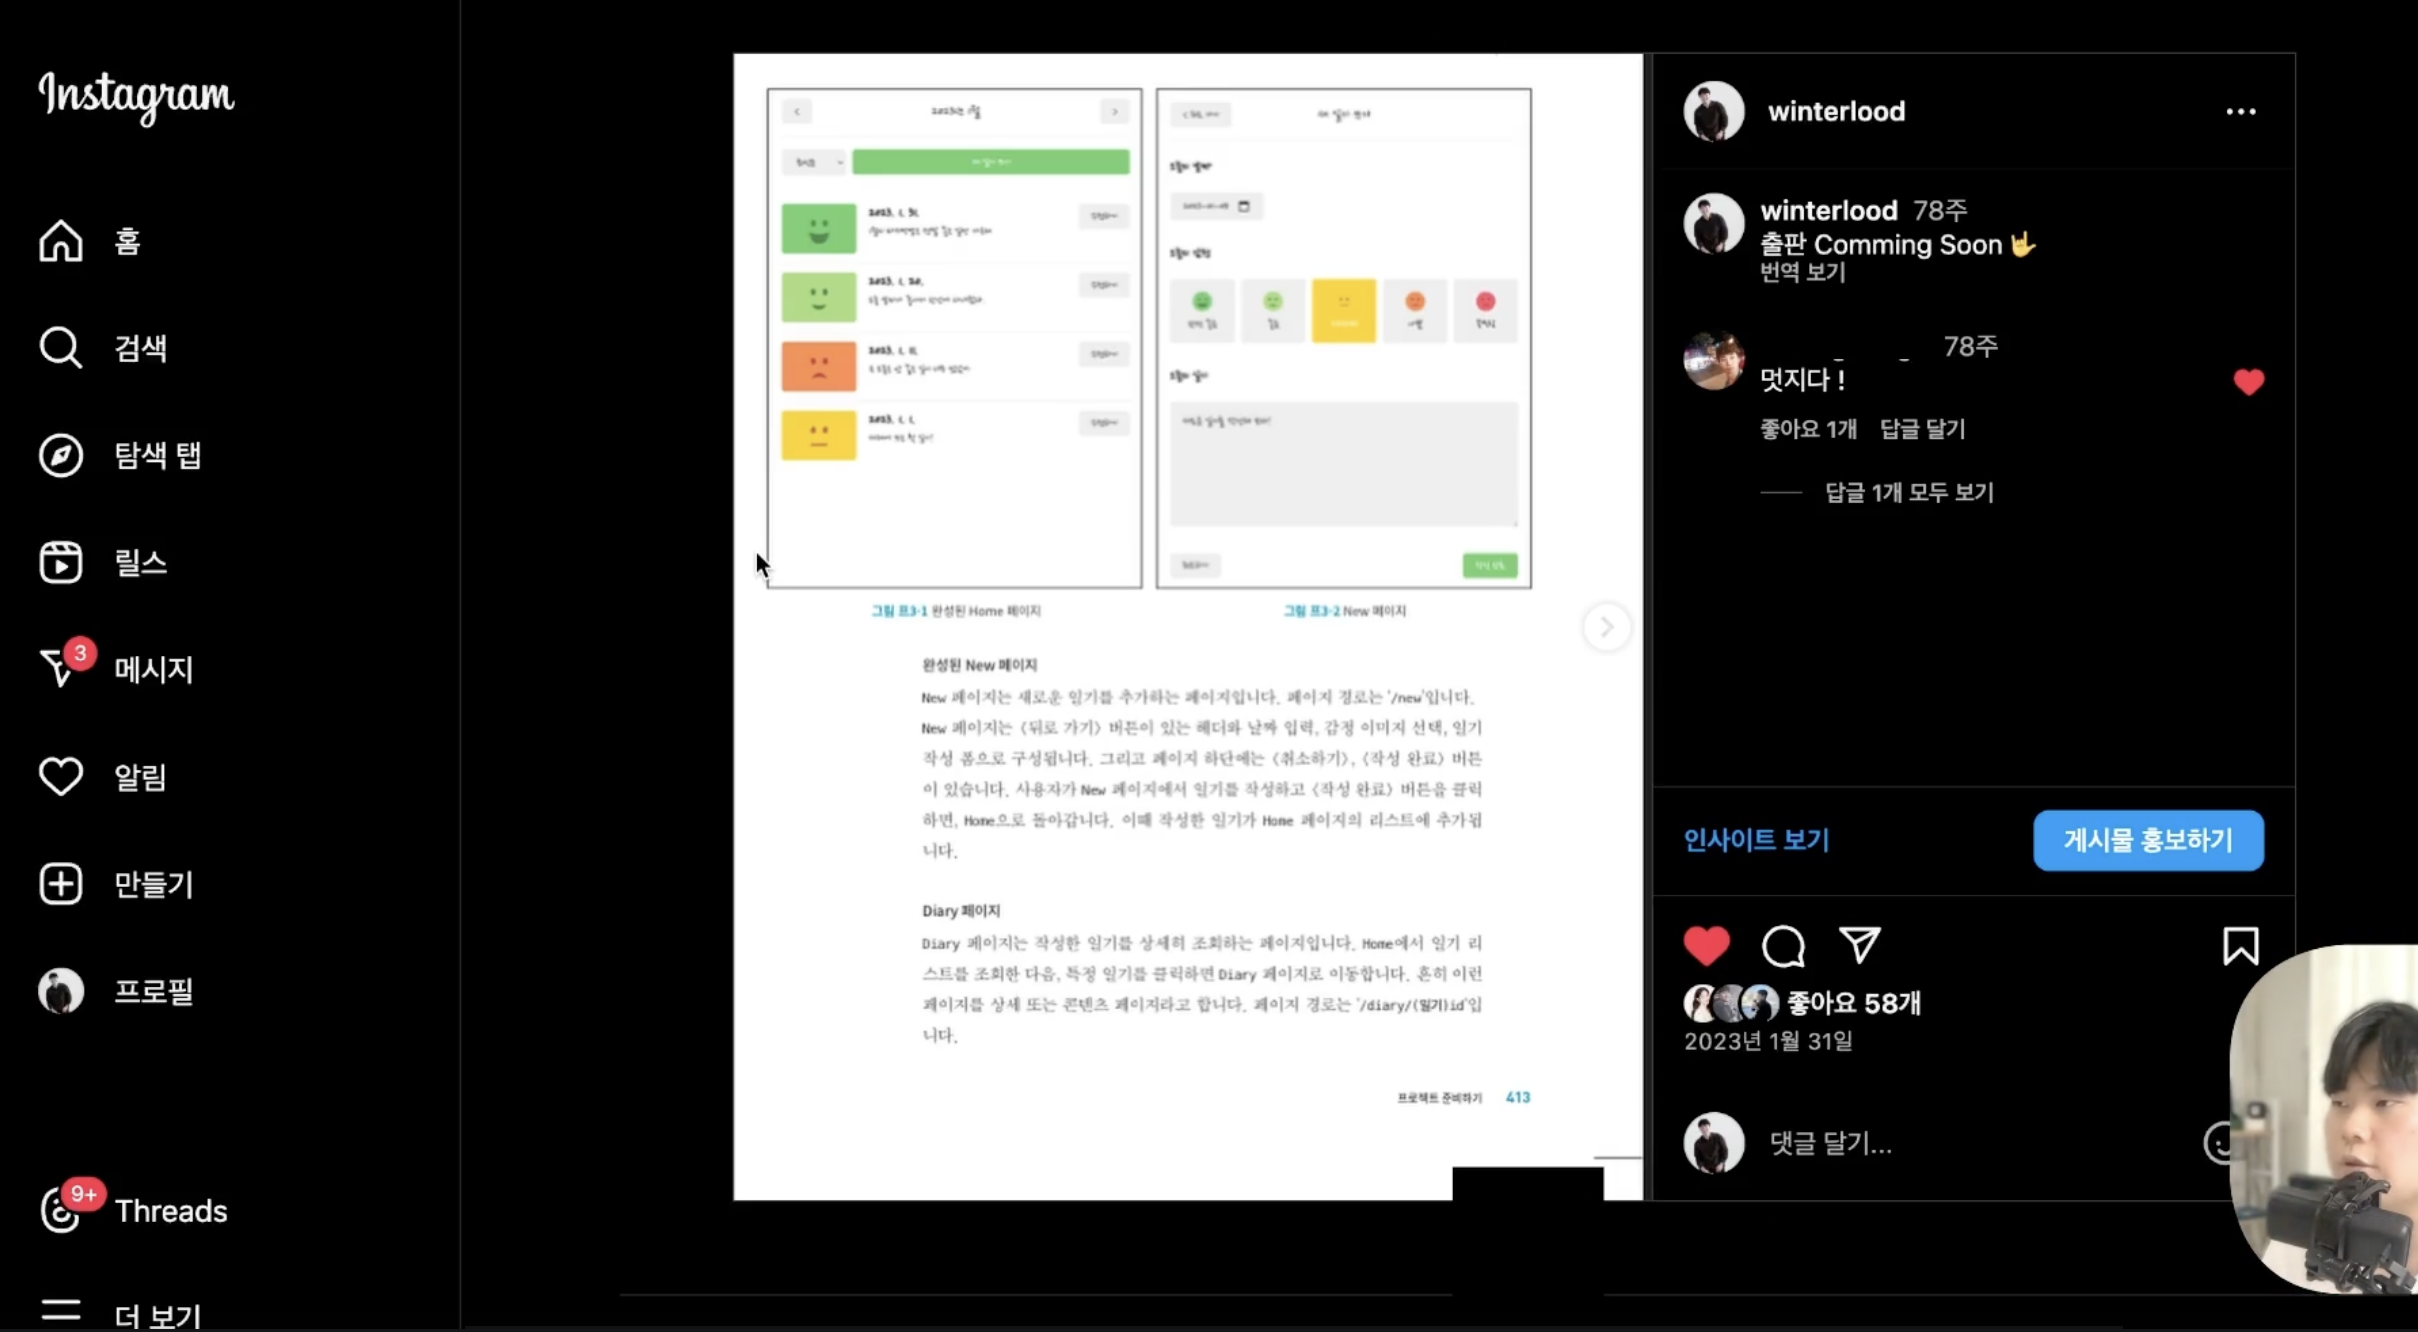 Instagram
홈
검색
탐색 탭
릴스
3
메시지
알림
만들기
프로필
9+
Threads
더 보기
그림 프3-1 완성된 Home 페이지
그림 프3-2 New 페이지
완성된 New 페이지
New 페이지는 새로운 일기를 추가하는 페이지입니다. 페이지 경로는 '/new'입니다.
New 페이지는 〈뒤로 가기〉 버튼이 있는 헤더와 날짜 입력, 감정 이미지 선택, 일기
작성 폼으로 구성됩니다. 그리고 페이지 하단에는 〈취소하기〉, 〈작성 완료〉 버튼
이 있습니다. 사용자가 New 페이지에서 일기를 작성하고 〈작성 완료〉 버튼을 클릭
하면, Home으로 돌아갑니다. 이때 작성한 일기가 Home 페이지의 리스트에 추가됩
니다.
Diary 페이지
Diary 페이지는 작성한 일기를 상세히 조회하는 페이지입니다. Home에서 일기 리
스트를 조회한 다음, 특정 일기를 클릭하면 Diary 페이지로 이동합니다. 흔히 이런
페이지를 상세 또는 콘텐츠 페이지라고 합니다. 페이지 경로는 '/diary/(일기)id'입
니다.
프로젝트 준비하기 413
winterlood
winterlood 78주
출판 Comming Soon
번역 보기
78주
멋지다 !
좋아요 1개 답글 달기
답글 1개 모두 보기
인사이트 보기
게시물 홍보하기
좋아요 58개
2023년 1월 31일
댓글 달기...